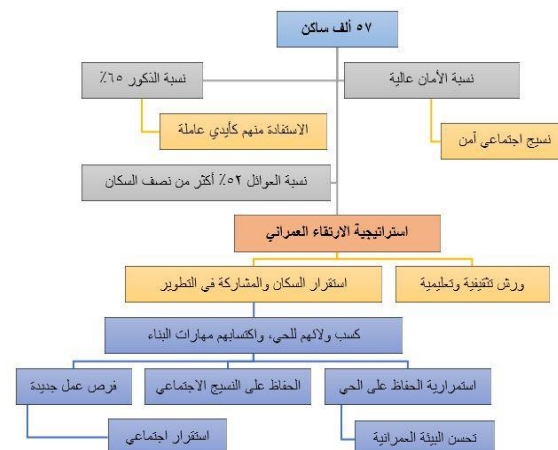 ٥٧ ألف ساكن
نسبة الأمان عالية
نسبة الذكور ٦٥٪
نسيج اجتماعي آمن
الاستفادة منهم كأيدي عاملة
نسبة العوائل ٥٢٪ أكثر من نصف السكان
استراتيجية الارتقاء العمراني
ورش تثقيفية وتعليمية
استقرار السكان والمشاركة في التطوير
كسب ولائهم للحي، واكتسابهم مهارات البناء
استمرارية الحفاظ على الحي
الحفاظ على النسيج الاجتماعي
فرص عمل جديدة
تحسن البيئة العمرانية
استقرار اجتماعي